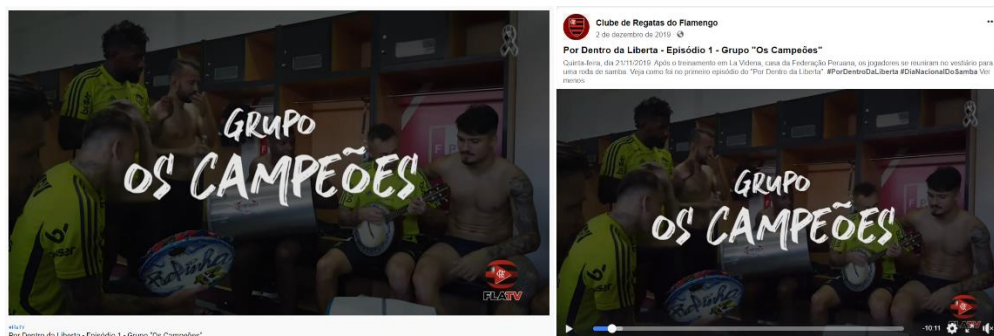 GRUPO
OS CAMPEÕES
FLATV
#FlaTV
Por Dentro da Liberta - Episódio 1 - Grupo "Os Campeões"
Clube de Regatas do Flamengo
2 de dezembro de 2019
Por Dentro da Liberta - Episódio 1 - Grupo "Os Campeões"
Quinta-feira, dia 21/11/2019. Após o treinamento em La Videna, casa da Federação Peruana, os jogadores se reuniram no vestiário para
uma roda de samba. Veja como foi no primeiro episódio do "Por Dentro da Liberta". #PorDentroDaLiberta #DiaNacionalDoSamba Ver
menos
GRUPO
OS CAMPEÕES
FLATV
-10:11